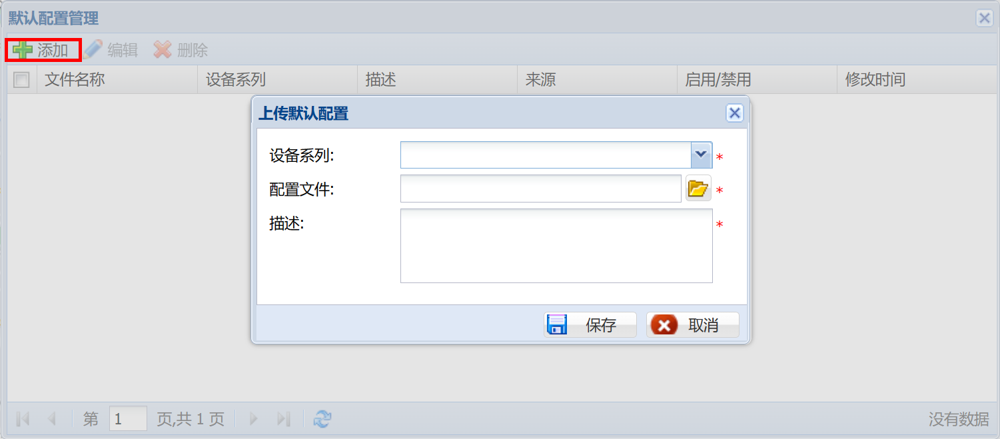 默认配置管理
添加 编辑 删除
文件名称 设备系列 描述 来源 启用/禁用 修改时间
上传默认配置
设备系列: *
配置文件: *
描述: *
保存 取消
第 1 页,共 1 页 没有数据